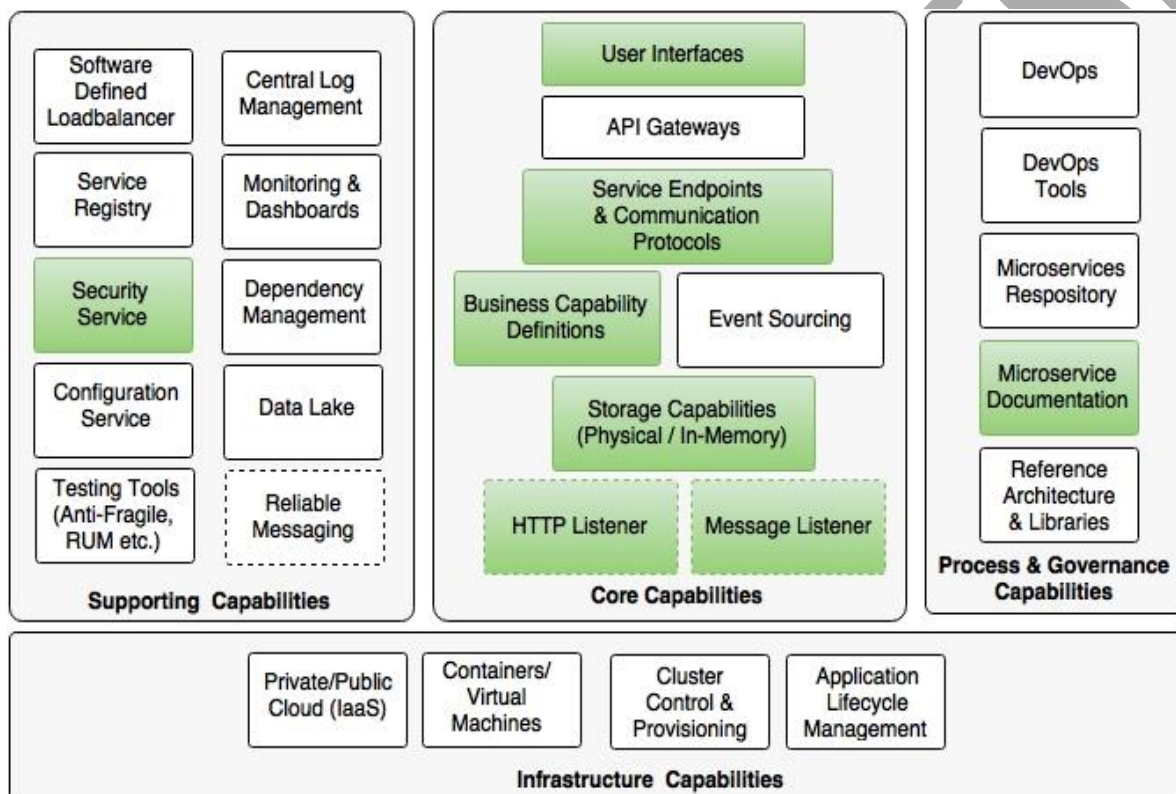 Software
Defined
Loadbalancer
Central Log
Management
Service
Registry
Monitoring &
Dashboards
Security
Service
Dependency
Management
Configuration
Service
Data Lake
Testing Tools
(Anti-Fragile,
RUM etc.)
Reliable
Messaging
Supporting Capabilities
User Interfaces
API Gateways
Service Endpoints
& Communication
Protocols
Business Capability
Definitions
Event Sourcing
Storage Capabilities
(Physical / In-Memory)
HTTP Listener
Message Listener
Core Capabilities
DevOps
DevOps
Tools
Microservices
Respository
Microservice
Documentation
Reference
Architecture
& Libraries
Process & Governance
Capabilities
Private/Public
Cloud (IaaS)
Containers/
Virtual
Machines
Cluster
Control &
Provisioning
Application
Lifecycle
Management
Infrastructure Capabilities